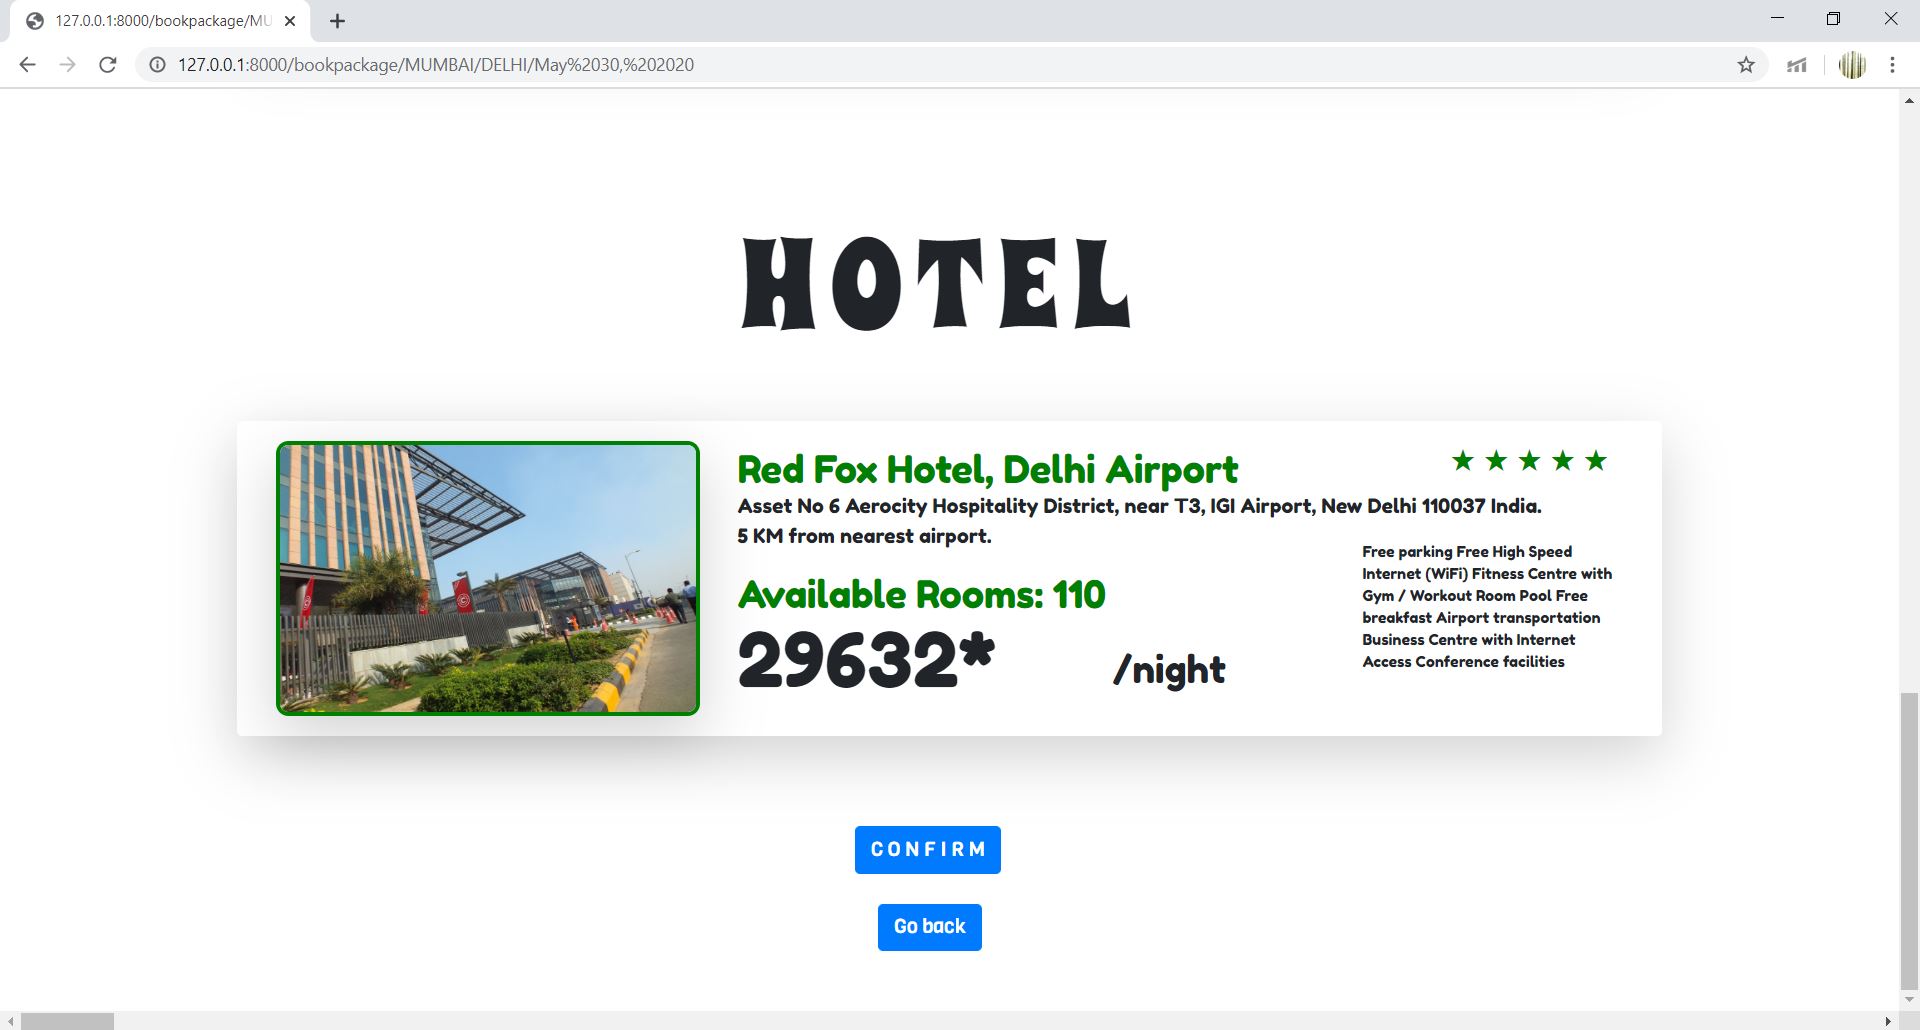 127.0.0.1:8000/bookpackage/MU
127.0.0.1:8000/bookpackage/MUMBAI/DELHI/May%2030,%202020
HOTEL
Red Fox Hotel, Delhi Airport
★ ★ ★ ★ ★
Asset No 6 Aerocity Hospitality District, near T3, IGI Airport, New Delhi 110037 India.
5 KM from nearest airport.
Free parking Free High Speed
Internet (WiFi) Fitness Centre with
Gym / Workout Room Pool Free
breakfast Airport transportation
Business Centre with Internet
Access Conference facilities
Available Rooms: 110
29632* /night
CONFIRM
Go back